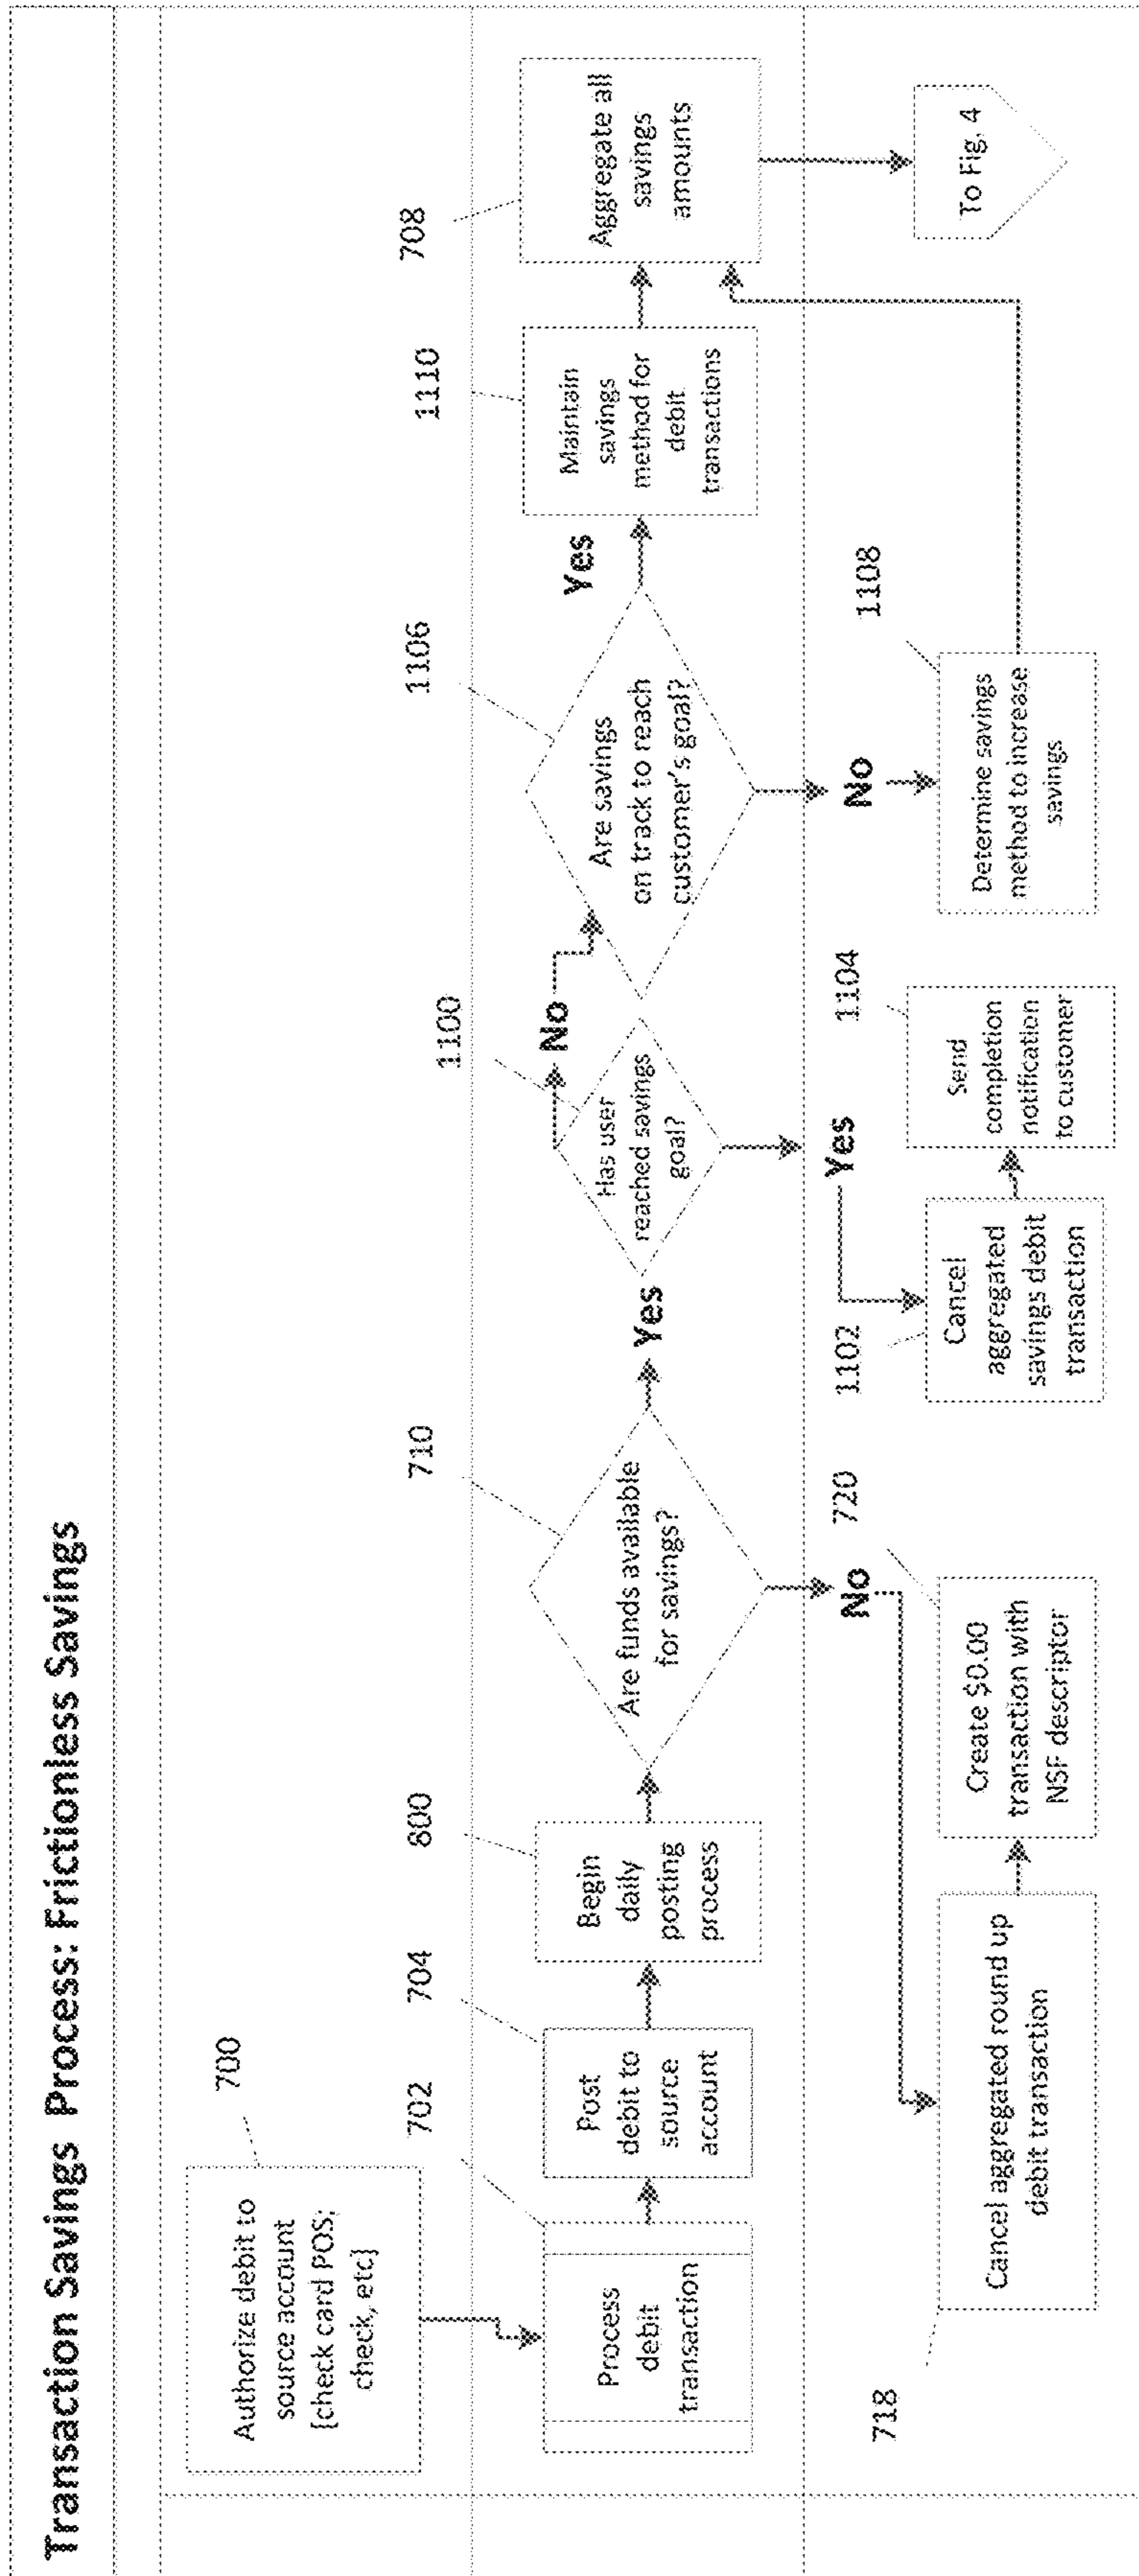 Transaction Savings Process: Frictionless Savings
700
Authorize debit to
source account
[check card POS;
check, etc]
702
Process
debit
transaction
704
Post
debit to
source
account
800
Begin
daily
posting
process
710
Are funds available
for savings?
Yes
No
718
Cancel aggregated round up
debit transaction
720
Create $0.00
transaction with
NSF descriptor
1100
Has user
reached savings
goal?
No
Yes
1102
Cancel
aggregated
savings debit
transaction
1104
Send
completion
notification
to customer
1106
Are savings
on track to reach
customer's goal?
Yes
No
1108
Determine savings
method to increase
savings
1110
Maintain
savings
method for
debit
transactions
708
Aggregate all
savings
amounts
To Fig. 4